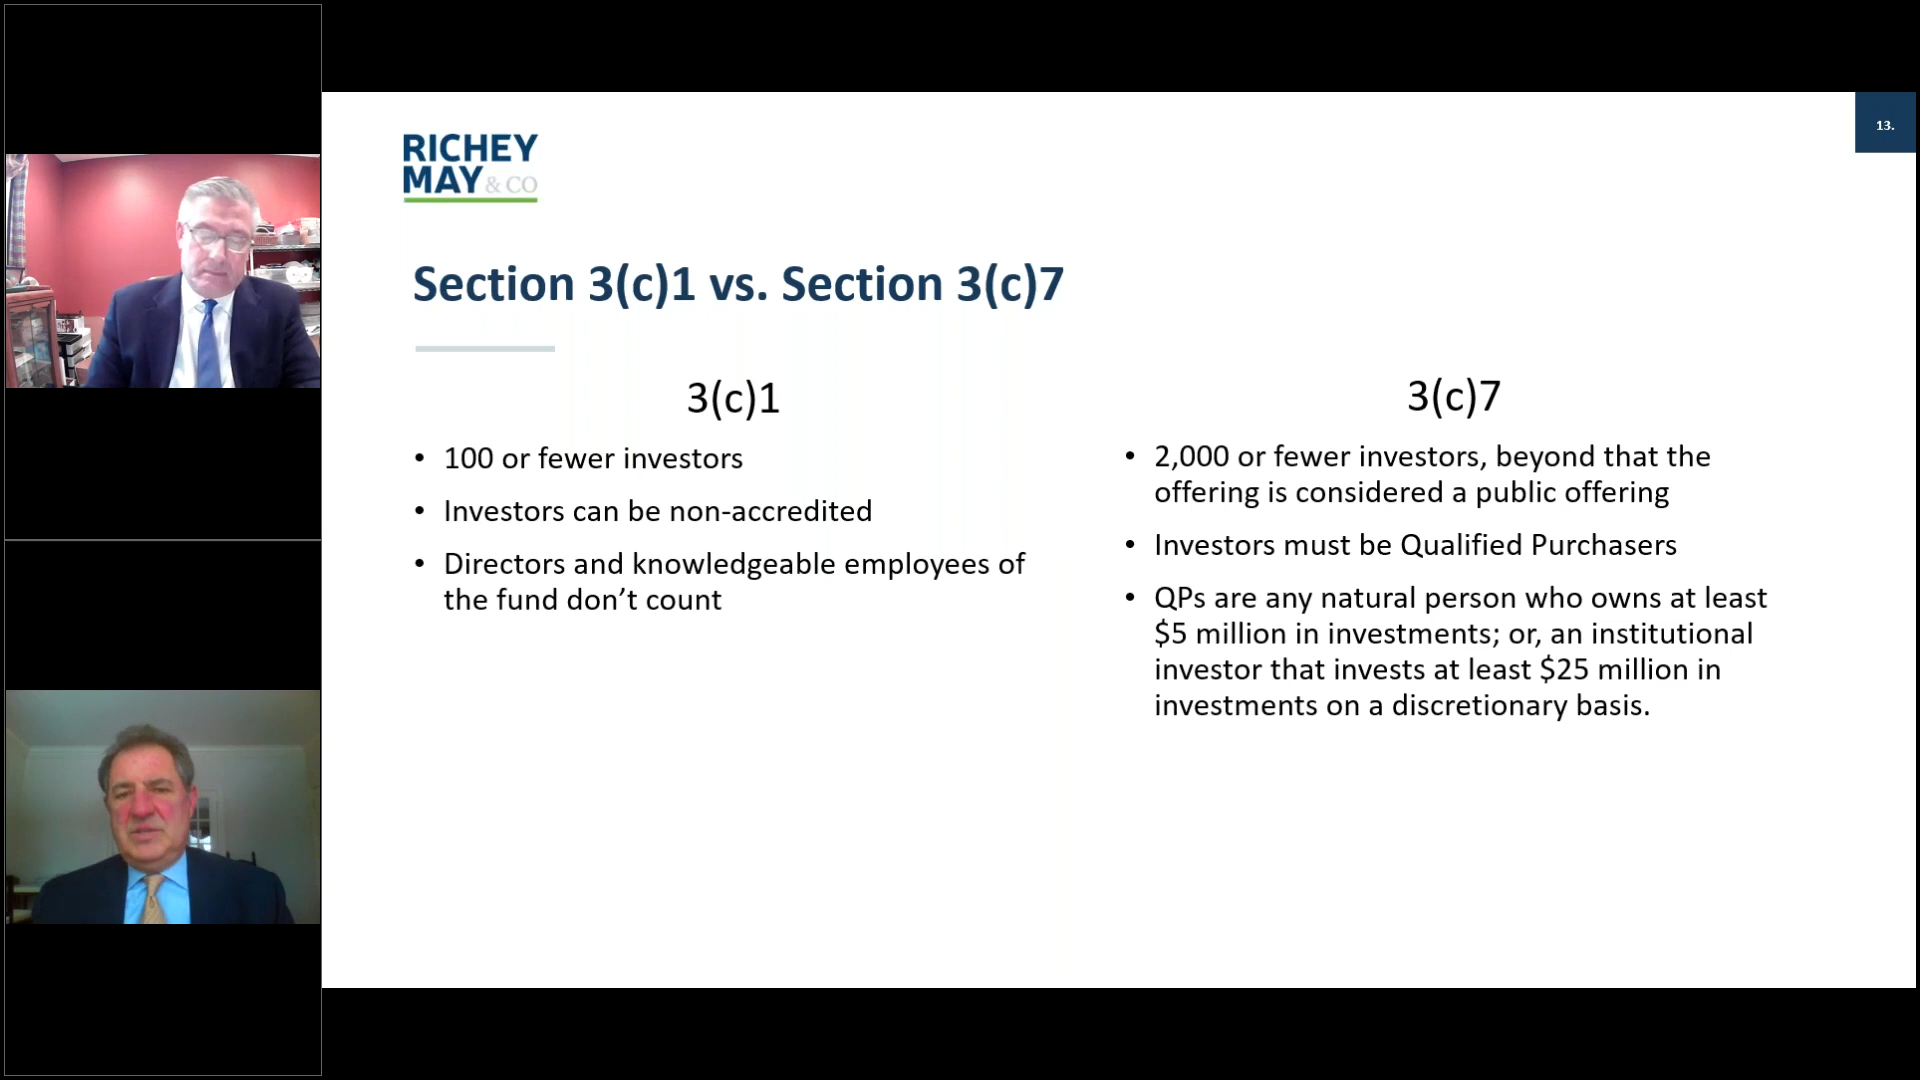 RICHEY
MAY & CO
13.
Section 3(c)1 vs. Section 3(c)7
3(c)1
• 100 or fewer investors
• Investors can be non-accredited
• Directors and knowledgeable employees of
the fund don’t count
3(c)7
• 2,000 or fewer investors, beyond that the
offering is considered a public offering
• Investors must be Qualified Purchasers
• QPs are any natural person who owns at least
$5 million in investments; or, an institutional
investor that invests at least $25 million in
investments on a discretionary basis.